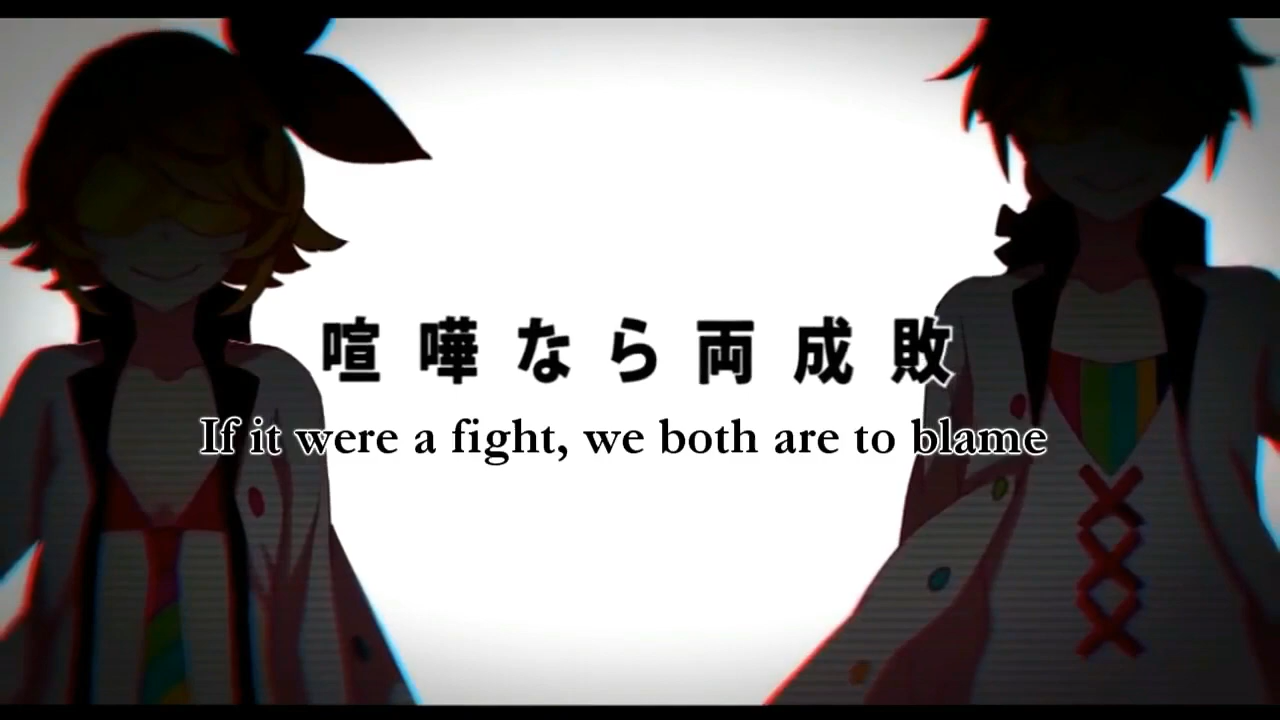 喧嘩なら両成敗
If it were a fight, we both are to blame